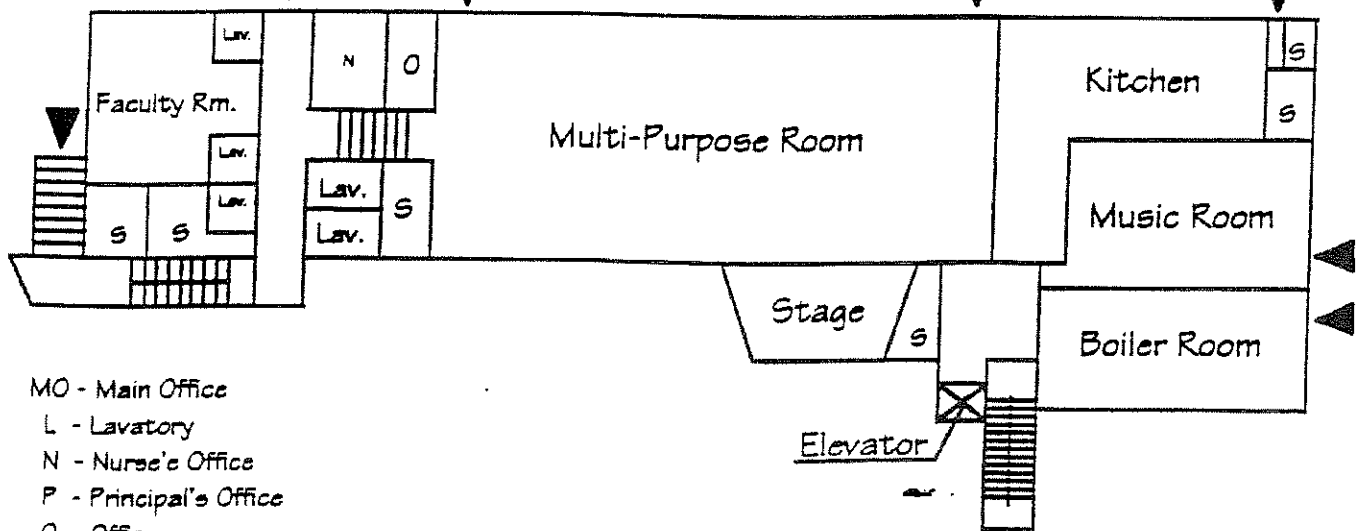 Lav.
N
O
Kitchen
S
Faculty Rm.
S
Multi-Purpose Room
Lav.
Lav.
S
Lav.
Music Room
S
S
Lav.
Stage
S
Boiler Room
MO - Main Office
L - Lavatory
N - Nurse'e Office
P - Principal's Office
Elevator